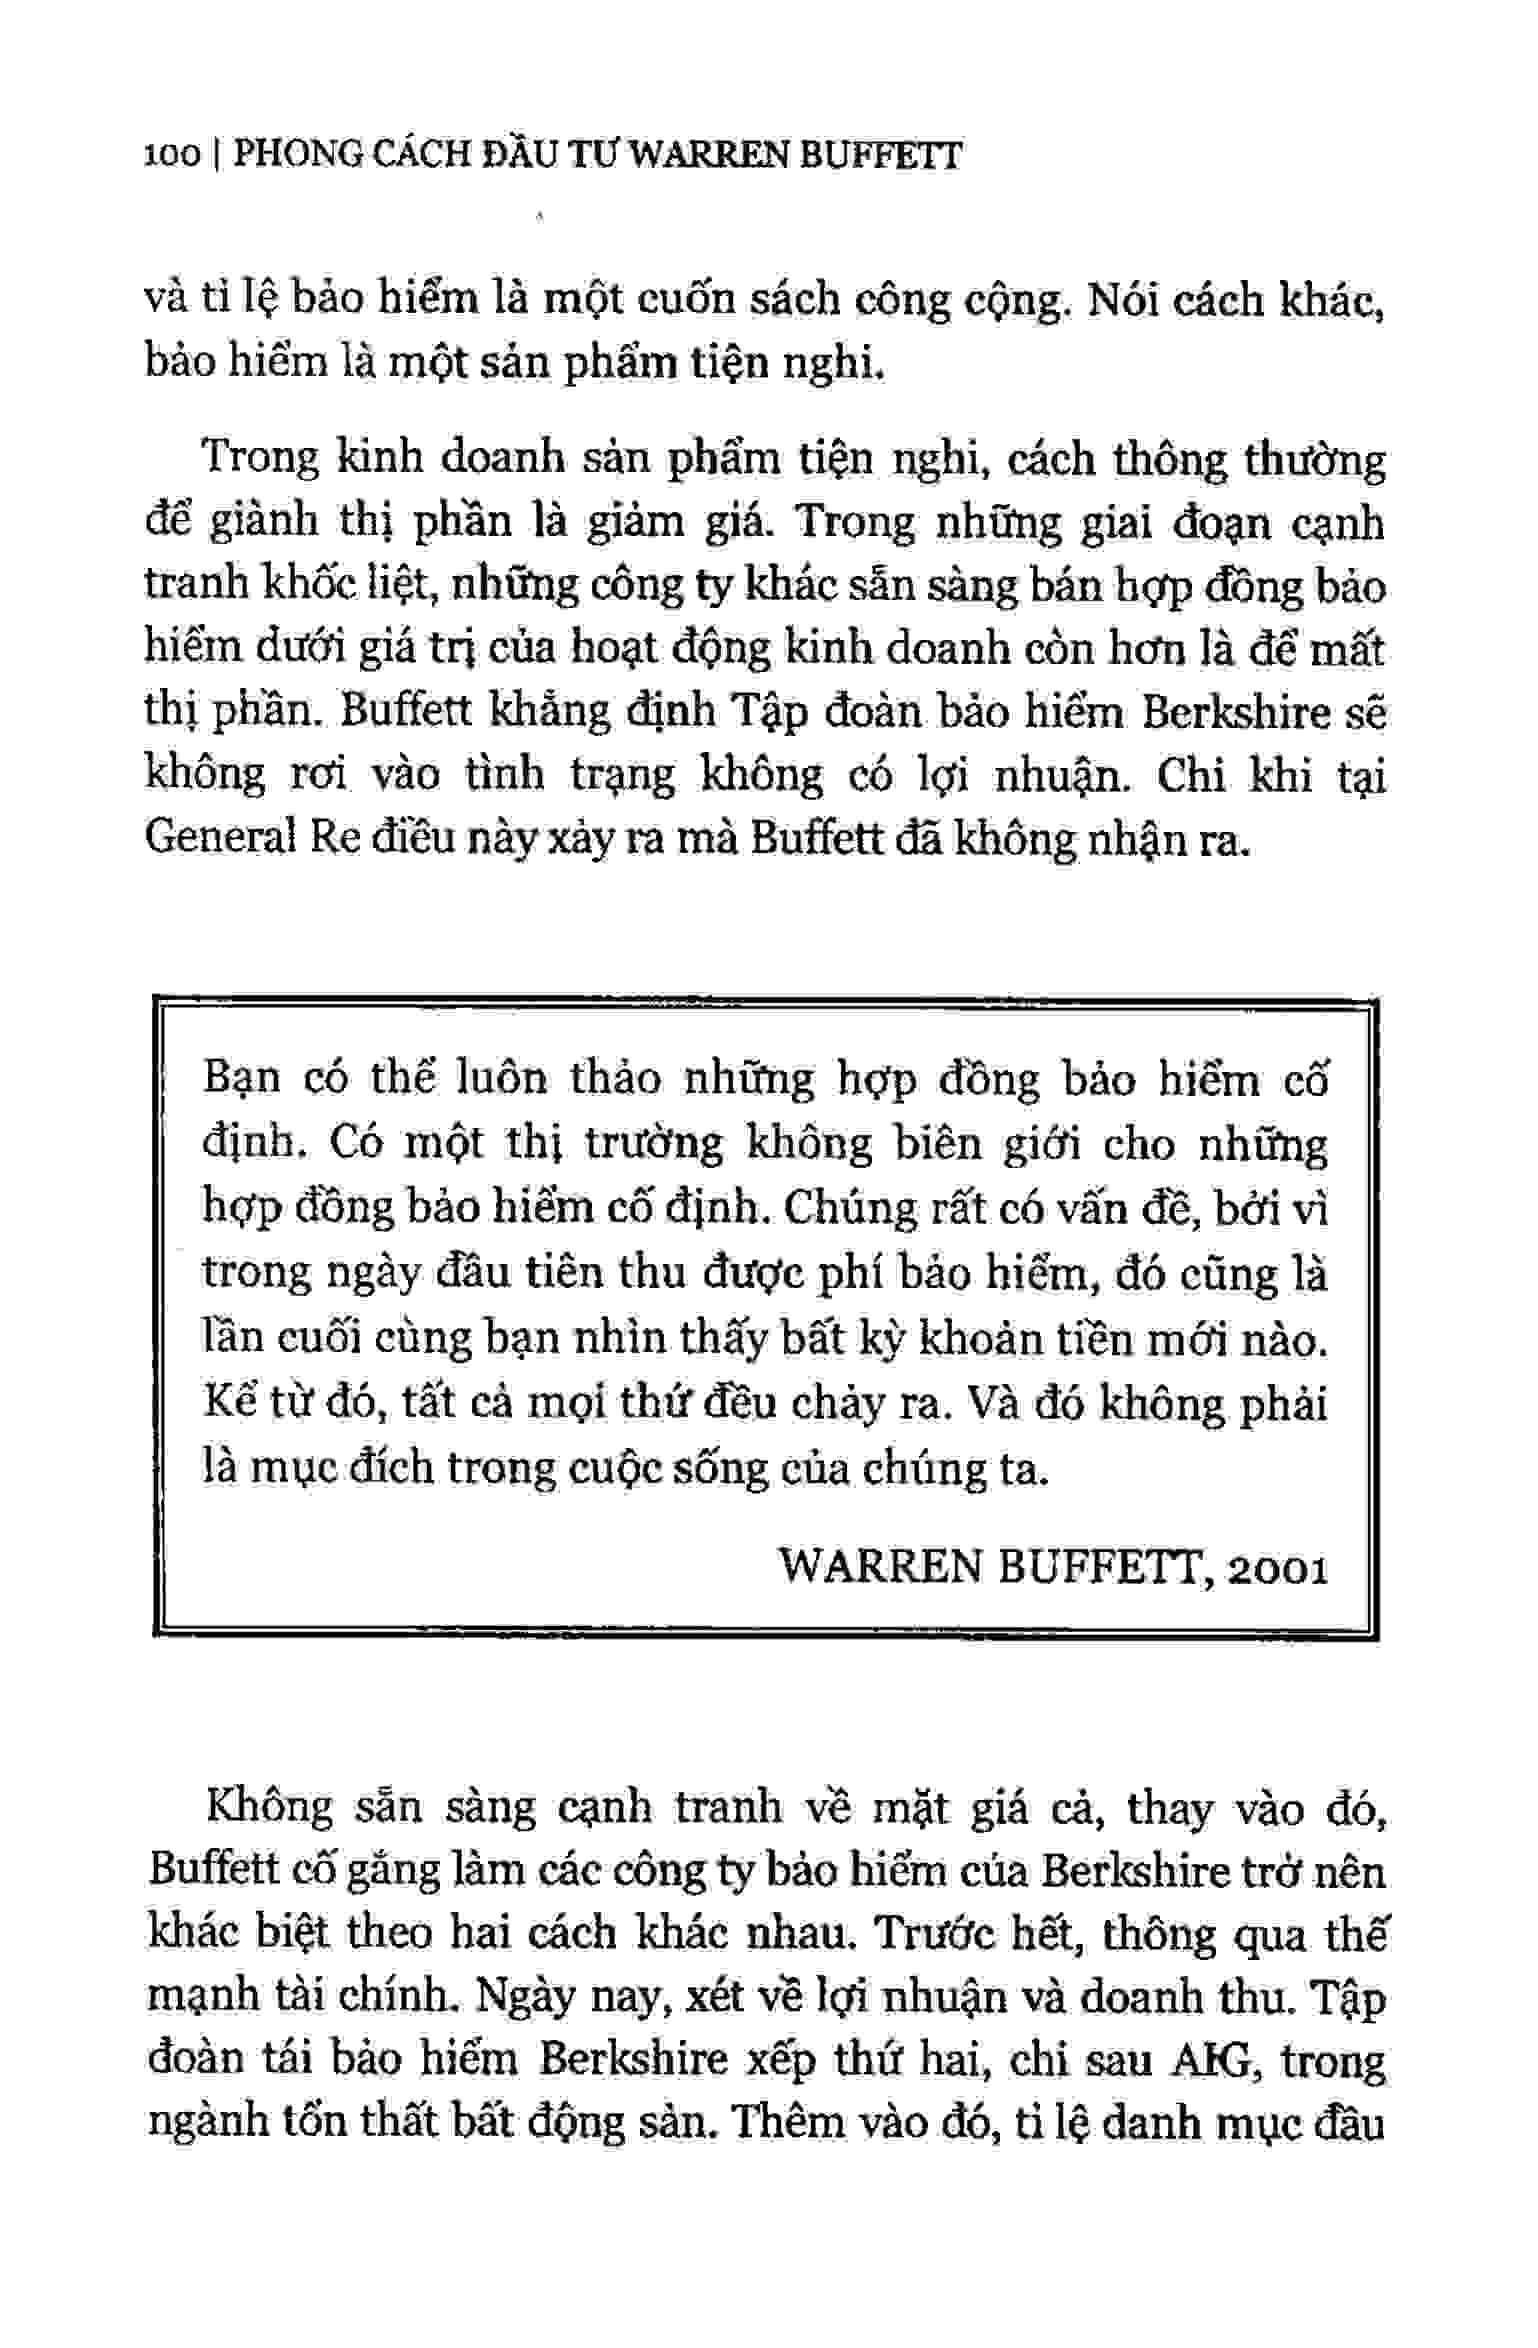 100 | PHONG CÁCH ĐẦU TƯ WARREN BUFFETT
và tỉ lệ bảo hiểm là một cuốn sách công cộng. Nói cách khác,
bảo hiểm là một sản phẩm tiện nghi.
Trong kinh doanh sản phẩm tiện nghi, cách thông thường
để giành thị phần là giảm giá. Trong những giai đoạn cạnh
tranh khốc liệt, những công ty khác sẵn sàng bán hợp đồng bảo
hiểm dưới giá trị của hoạt động kinh doanh còn hơn là để mất
thị phần. Buffett khẳng định Tập đoàn bảo hiểm Berkshire sẽ
không rơi vào tình trạng không có lợi nhuận. Chỉ khi tại
General Re điều này xảy ra mà Buffett đã không nhận ra.
Bạn có thể luôn thảo những hợp đồng bảo hiểm cố
định. Có một thị trường không biên giới cho những
hợp đồng bảo hiểm cố định. Chúng rất có vấn đề, bởi vì
trong ngày đầu tiên thu được phí bảo hiểm, đó cũng là
lần cuối cùng bạn nhìn thấy bất kỳ khoản tiền mới nào.
Kể từ đó, tất cả mọi thứ đều chảy ra. Và đó không phải
là mục đích trong cuộc sống của chúng ta.
WARREN BUFFETT, 2001
Không sẵn sàng cạnh tranh về mặt giá cả, thay vào đó,
Buffett cố gắng làm các công ty bảo hiểm của Berkshire trở nên
khác biệt theo hai cách khác nhau. Trước hết, thông qua thế
mạnh tài chính. Ngày nay, xét về lợi nhuận và doanh thu. Tập
đoàn tái bảo hiểm Berkshire xếp thứ hai, chỉ sau AIG, trong
ngành tổn thất bất động sản. Thêm vào đó, tỉ lệ danh mục đầu